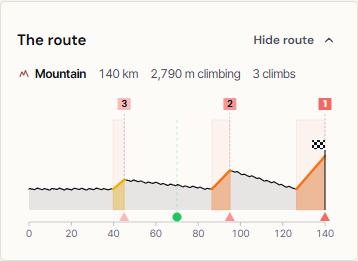 The route
Hide route
Mountain 140 km 2,790 m climbing 3 climbs
3 2 1
0 20 40 60 80 100 120 140